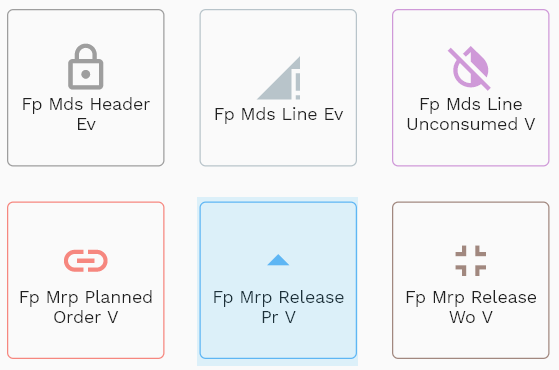 Fp Mds Header
Ev
Fp Mds Line Ev
Fp Mds Line
Unconsumed V
Fp Mrp Planned
Order V
Fp Mrp Release
Pr V
Fp Mrp Release
Wo V